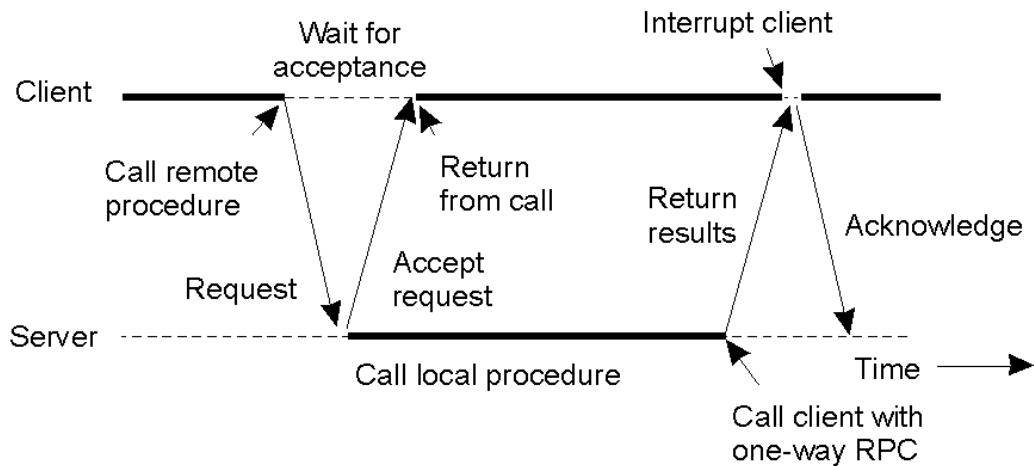 Wait for
acceptance
Interrupt client
Client
Call remote
procedure
Return
from call
Return
results
Acknowledge
Request
Accept
request
Server
Call local procedure
Time
Call client with
one-way RPC